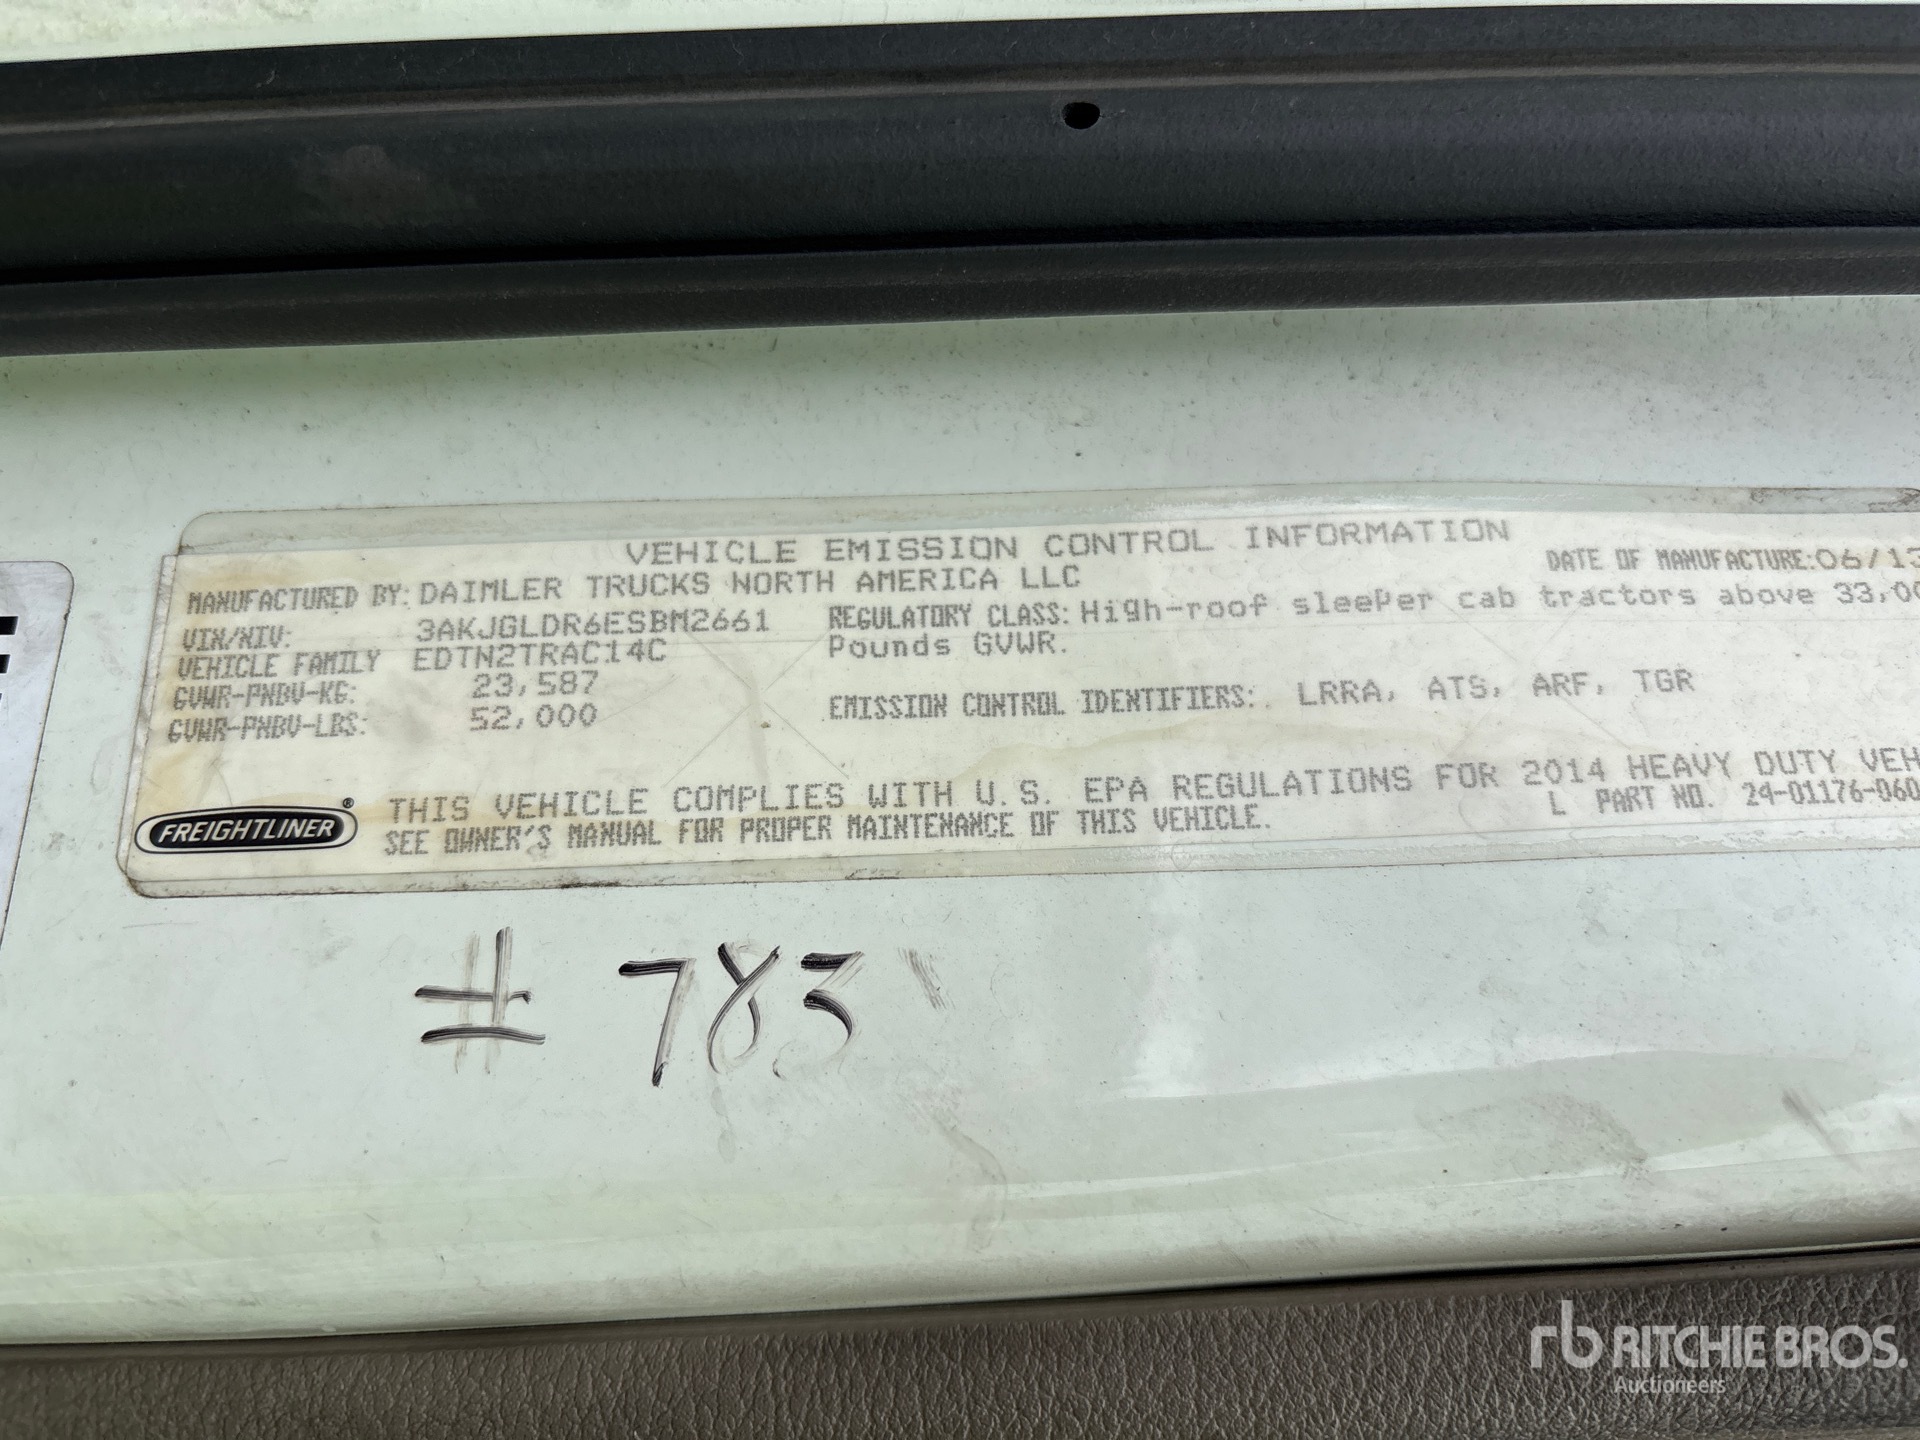 VEHICLE EMISSION CONTROL INFORMATION
MANUFACTURED BY: DAIMLER TRUCKS NORTH AMERICA LLC DATE OF MANUFACTURE: 06/13
VIN/NIV: 3AKJGLDR6ESBM2661 REGULATORY CLASS: High-roof sleeper cab tractors above 33,00
VEHICLE FAMILY EDTN2TRAC14C Pounds GVWR.
GVWR-PNBV-KG: 23,587
GVWR-PNBV-LBS: 52,000 EMISSION CONTROL IDENTIFIERS: LRRA, ATS, ARF, TGR
THIS VEHICLE COMPLIES WITH U.S. EPA REGULATIONS FOR 2014 HEAVY DUTY VEH
SEE OWNER'S MANUAL FOR PROPER MAINTENANCE OF THIS VEHICLE. L PART NO. 24-01176-060
FREIGHTLINER®
# 783
rb RITCHIE BROS.
Auctioneers